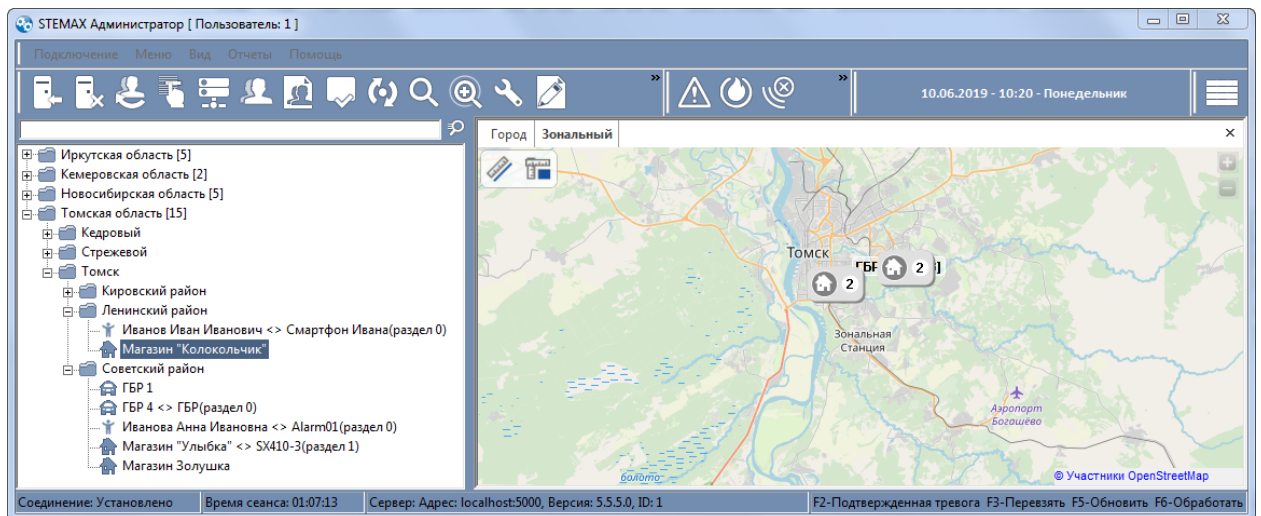 STEMAX Администратор [ Пользователь: 1 ]
Подключение Меню Вид Отчеты Помощь
» » 10.06.2019 - 10:20 - Понедельник
Город Зональный
Иркутская область [5]
Кемеровская область [2]
Новосибирская область [5]
Томская область [15]
Кедровый
Стрежевой
Томск
Кировский район
Ленинский район
Иванов Иван Иванович <> Смартфон Ивана(раздел 0)
Магазин "Колокольчик"
Советский район
ГБР 1
ГБР 4 <> ГБР(раздел 0)
Иванова Анна Ивановна <> Alarm01(раздел 0)
Магазин "Улыбка" <> SX410-3(раздел 1)
Магазин Золушка
Томск
ГБР 2 ]
2
Зональная
Станция
Аэропорт
Богашёво
болото
© Участники OpenStreetMap
Соединение: Установлено Время сеанса: 01:07:13 Сервер: Адрес: localhost:5000, Версия: 5.5.5.0, ID: 1 F2-Подтвержденная тревога F3-Перевзять F5-Обновить F6-Обработать